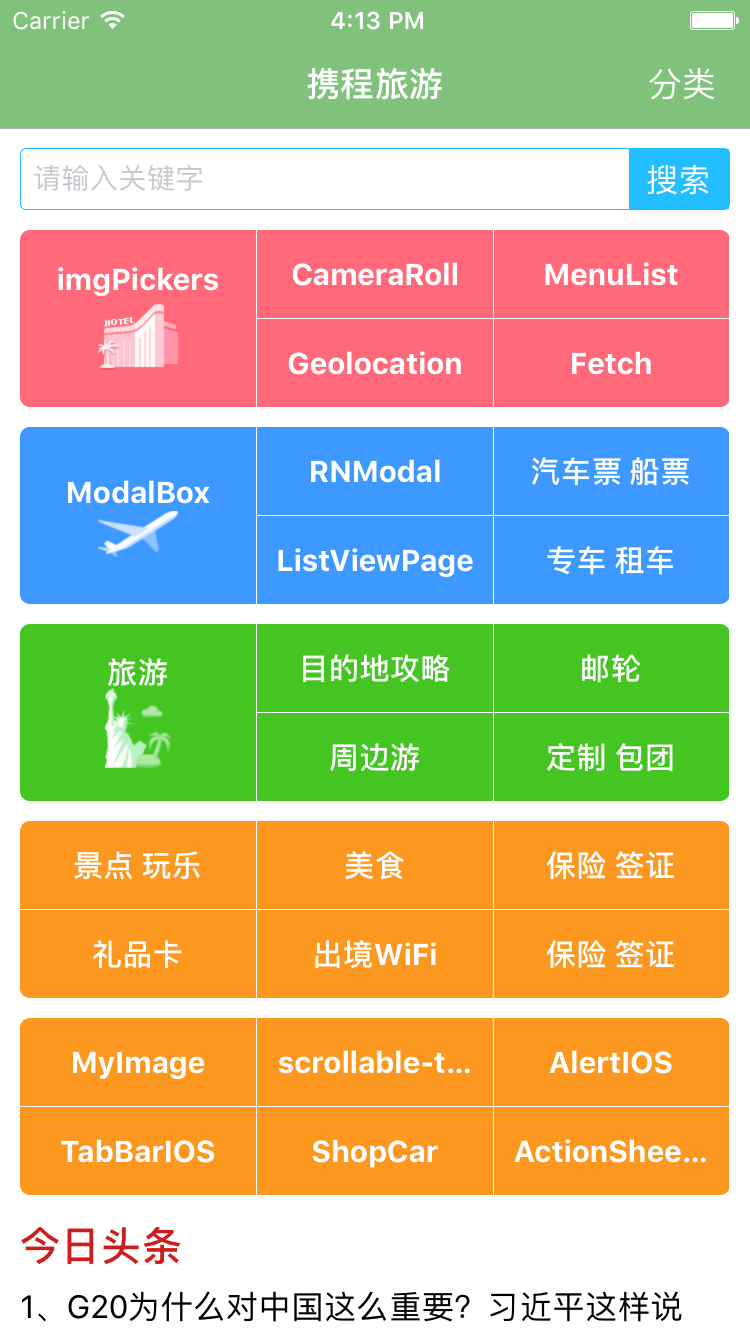 Carrier 4:13 PM
携程旅游 分类
请输入关键字 搜索
imgPickers CameraRoll MenuList
HOTEL
Geolocation Fetch
ModalBox RNModal 汽车票 船票
ListViewPage 专车 租车
旅游 目的地攻略 邮轮
周边游 定制 包团
景点 玩乐 美食 保险 签证
礼品卡 出境WiFi 保险 签证
MyImage scrollable-t... AlertIOS
TabBarIOS ShopCar ActionShee...
今日头条
1、G20为什么对中国这么重要？习近平这样说